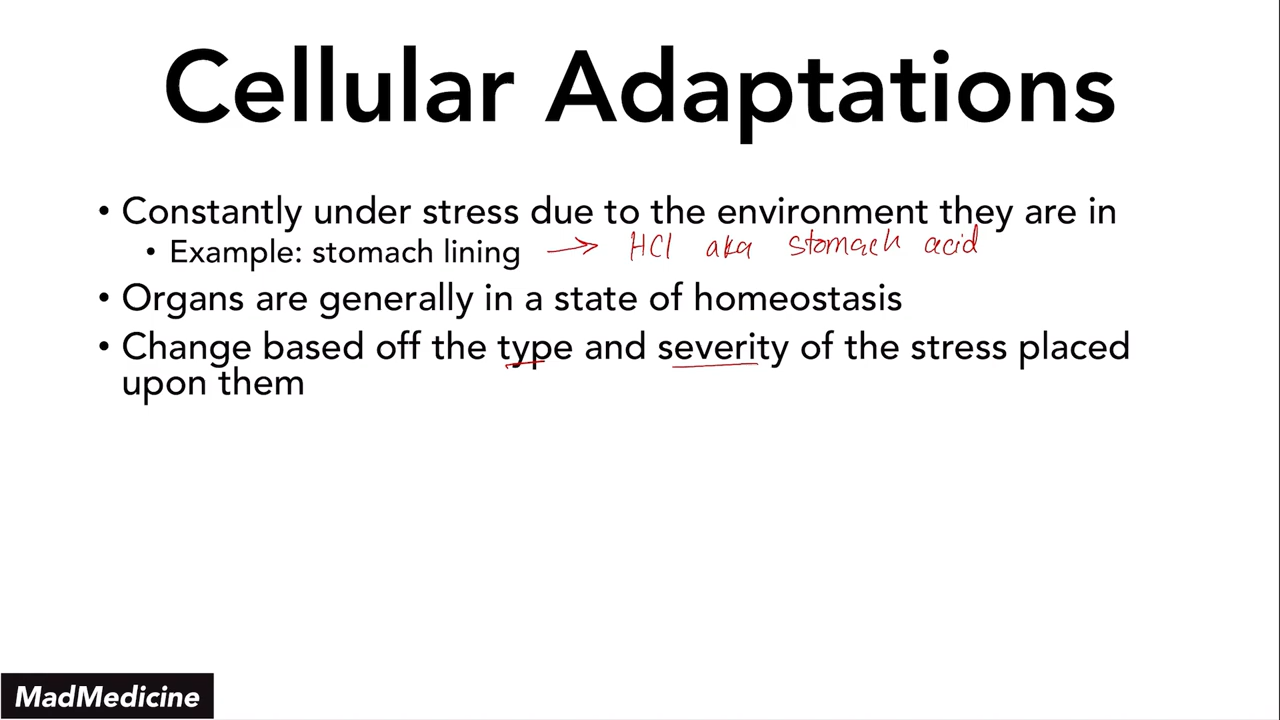 Cellular Adaptations
• Constantly under stress due to the environment they are in
• Example: stomach lining → HCl aka stomach acid
• Organs are generally in a state of homeostasis
• Change based off the type and severity of the stress placed
upon them
MadMedicine